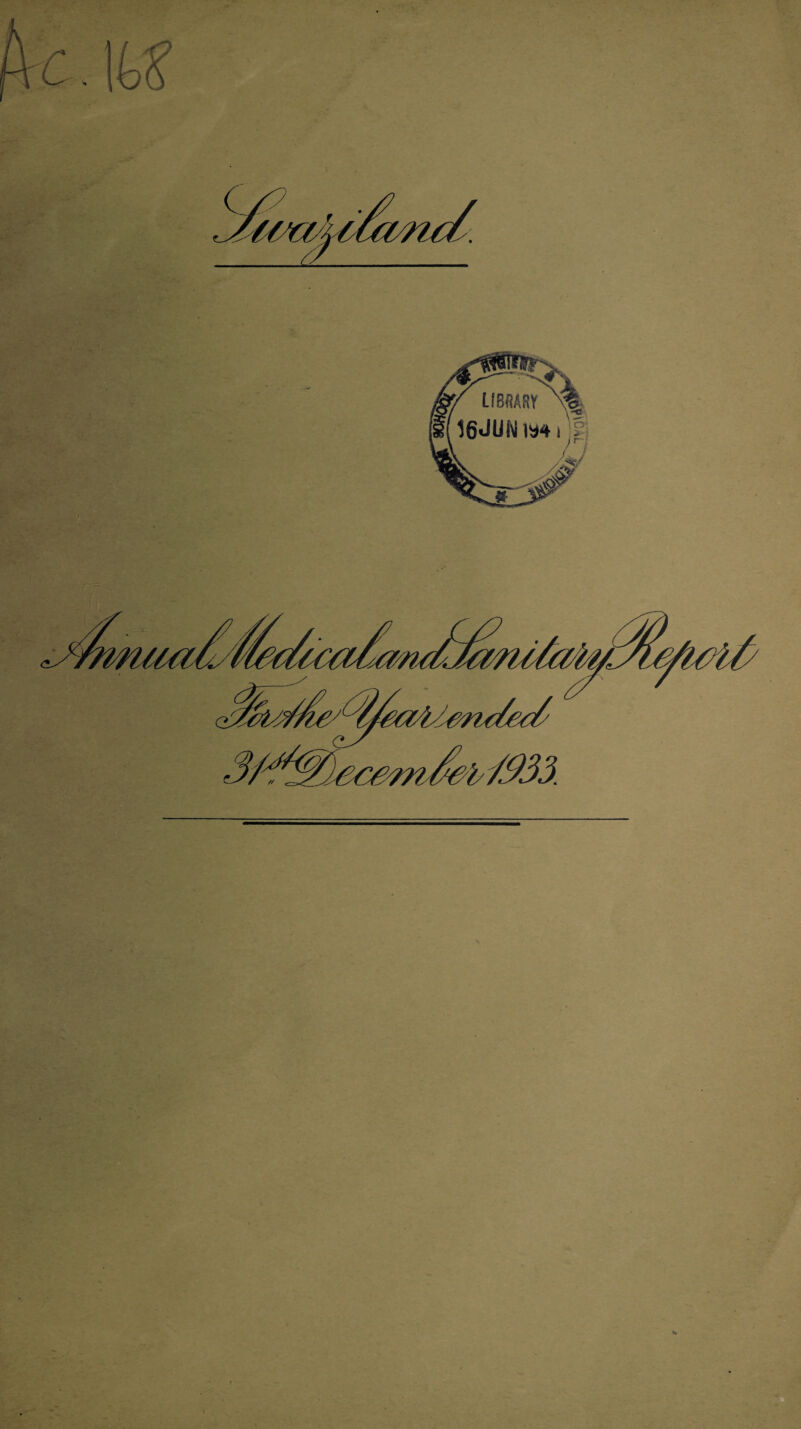 Ac. 168
Swaziland.
LIBRARY
16 JUN 1941
Annual Medical and Sanitary Report
For the Year ended
31st December 1933.